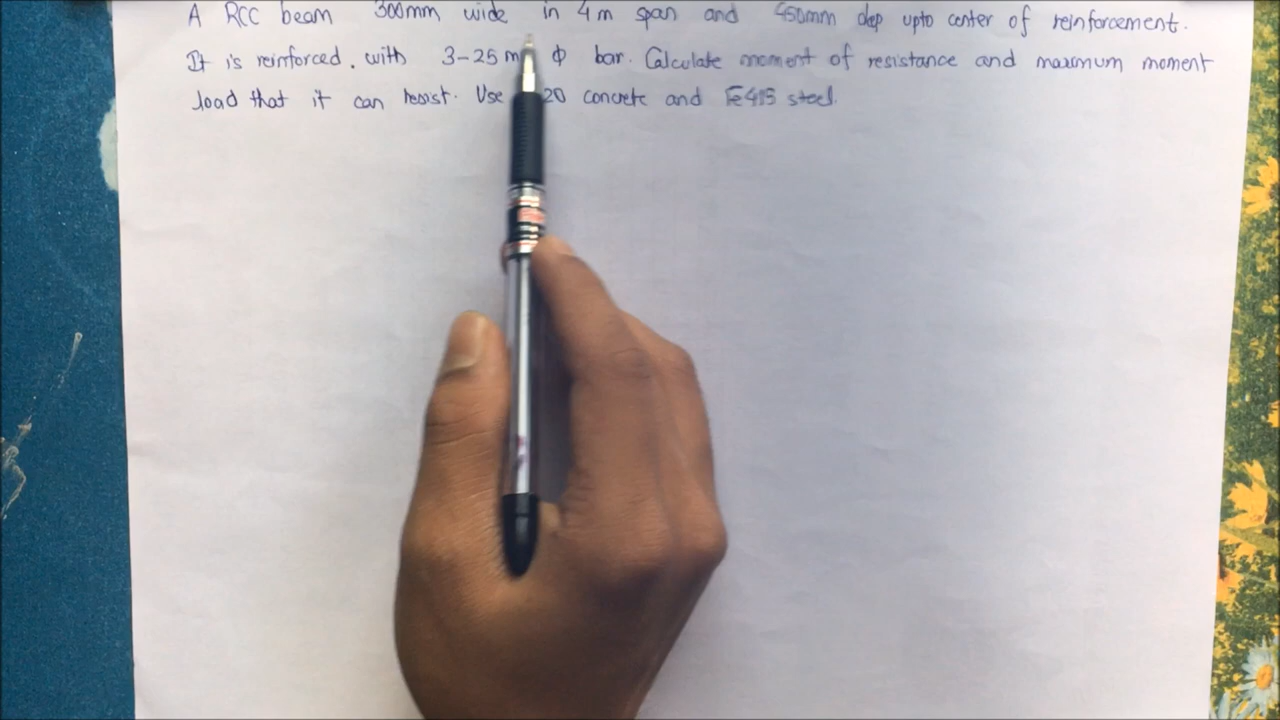 A RCC beam 300mm wide in 4m span and 450mm dep upto center of reinforcement.
It is reinforced. with 3-25 m ϕ bar. Calculate moment of resistance and maximum moment
load that it can resist. Use 20 concrete and Fe415 steel.